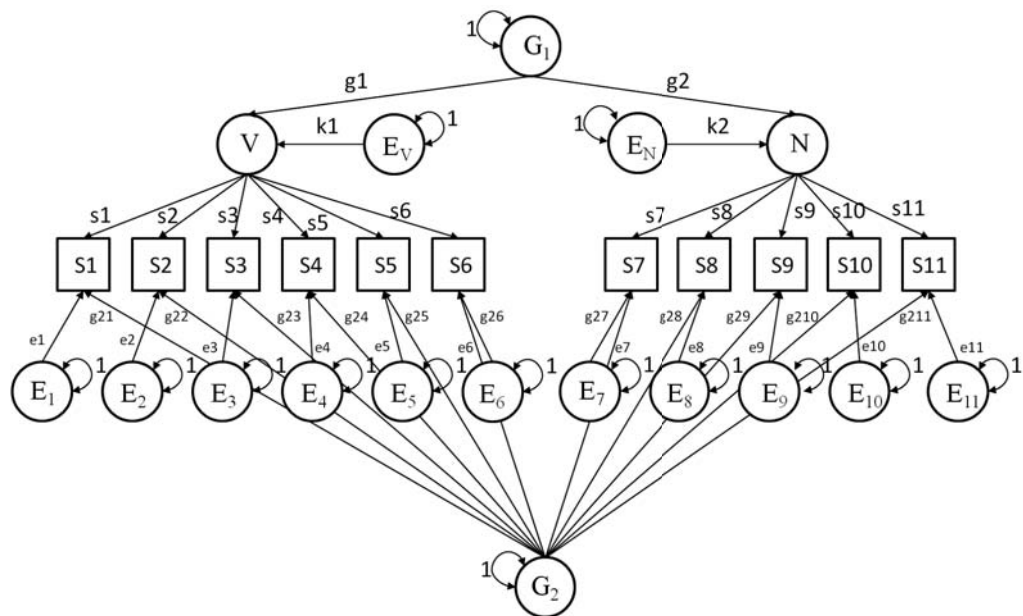 1 G₁
g1 g2
V k1 E_V 1 1 E_N k2 N
s1 s2 s3 s4 s5 s6 s7 s8 s9 s10 s11
S1 S2 S3 S4 S5 S6 S7 S8 S9 S10 S11
g21 g22 g23 g24 g25 g26 g27 g28 g29 g210 g211
e1 e2 e3 e4 e5 e6 e7 e8 e9 e10 e11
E₁ 1 E₂ 1 E₃ 1 E₄ 1 E₅ 1 E₆ 1 E₇ 1 E₈ 1 E₉ 1 E₁₀ 1 E₁₁ 1
1 G₂